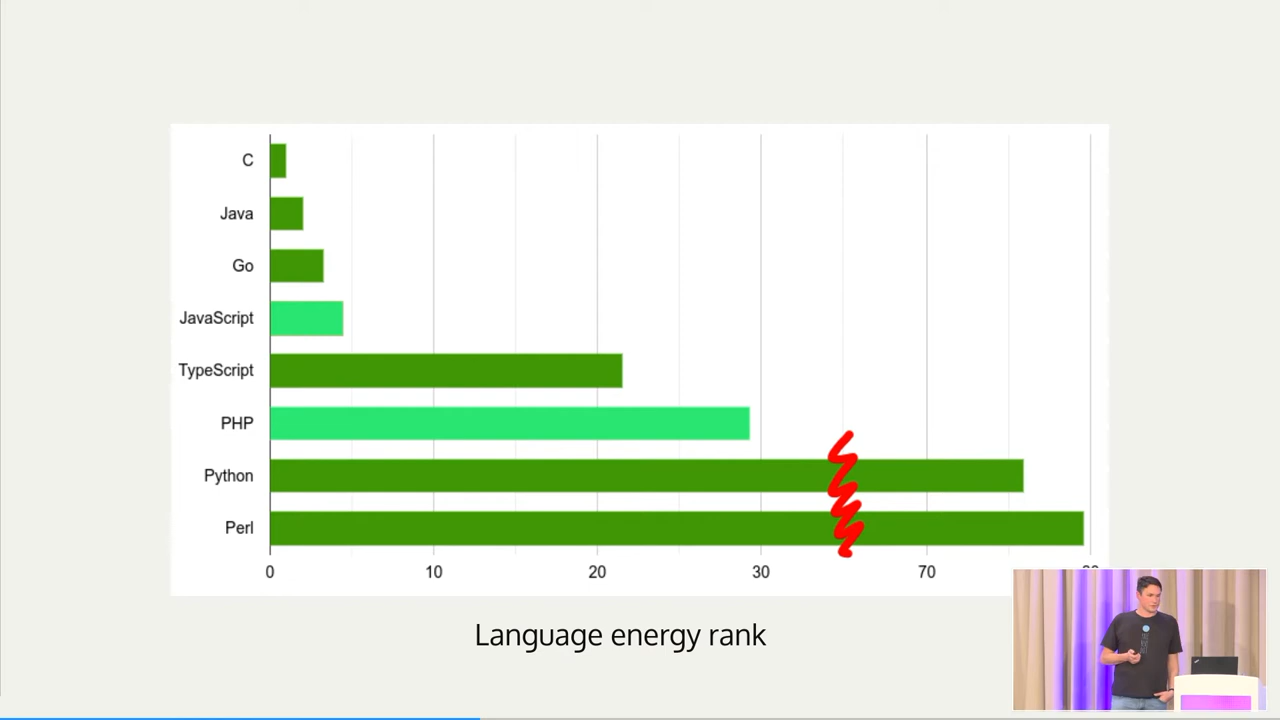 C
Java
Go
JavaScript
TypeScript
PHP
Python
Perl
0 10 20 30 70
Language energy rank